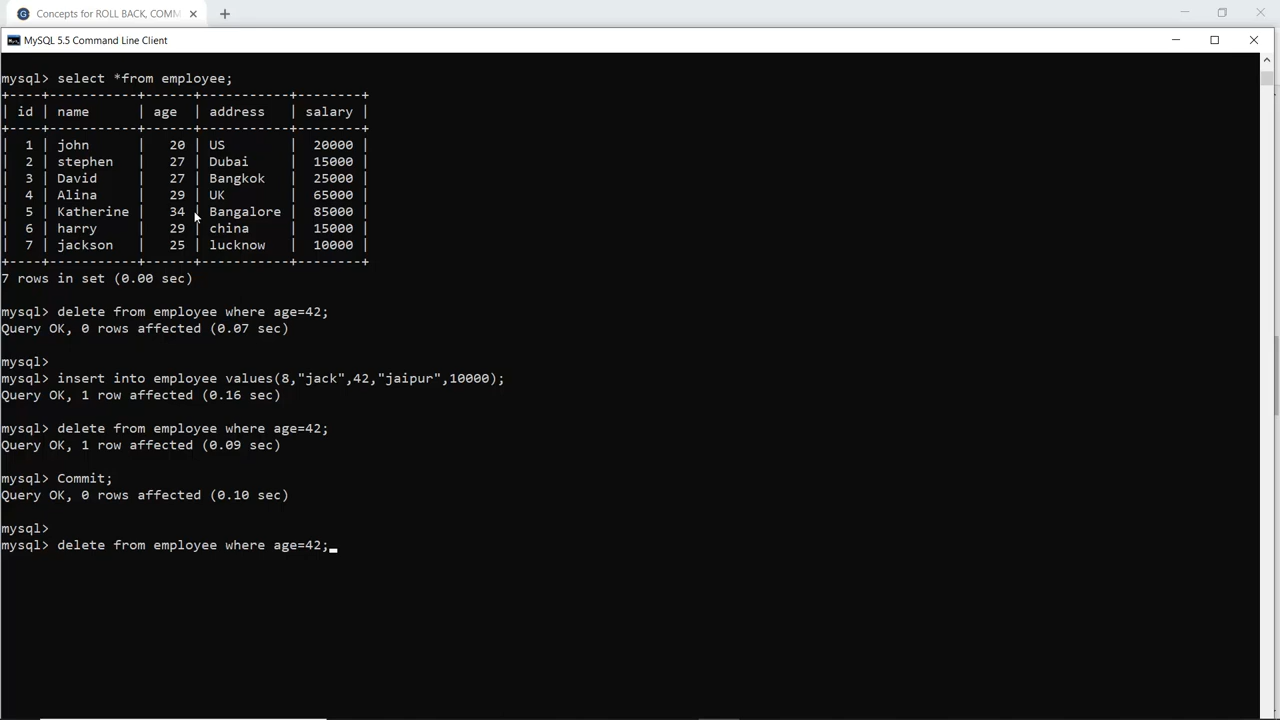 Concepts for ROLL BACK, COMM
MySQL 5.5 Command Line Client
mysql> select *from employee;
+----+-----------+------+-----------+--------+
| id | name      | age  | address   | salary |
+----+-----------+------+-----------+--------+
|  1 | john      |   20 | US        |  20000 |
|  2 | stephen   |   27 | Dubai     |  15000 |
|  3 | David     |   27 | Bangkok   |  25000 |
|  4 | Alina     |   29 | UK        |  65000 |
|  5 | Katherine |   34 | Bangalore |  85000 |
|  6 | harry     |   29 | china     |  15000 |
|  7 | jackson   |   25 | lucknow   |  10000 |
+----+-----------+------+-----------+--------+
7 rows in set (0.00 sec)
mysql> delete from employee where age=42;
Query OK, 0 rows affected (0.07 sec)
mysql>
mysql> insert into employee values(8,"jack",42,"jaipur",10000);
Query OK, 1 row affected (0.16 sec)
mysql> delete from employee where age=42;
Query OK, 1 row affected (0.09 sec)
mysql> Commit;
Query OK, 0 rows affected (0.10 sec)
mysql>
mysql> delete from employee where age=42;